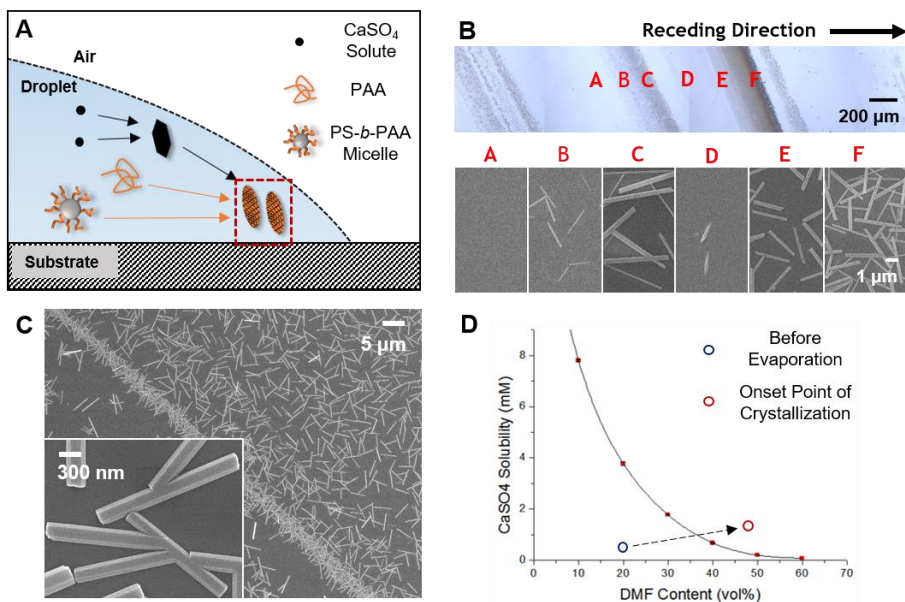 A
Air
Droplet
Substrate
CaSO₄
Solute
PAA
PS-b-PAA
Micelle
B
Receding Direction
A B C D E F
200 µm
A B C D E F
1 µm
C
5 µm
300 nm
D
CaSO4 Solubility (mM)
8
6
4
2
0
0 10 20 30 40 50 60 70
DMF Content (vol%)
Before
Evaporation
Onset Point of
Crystallization